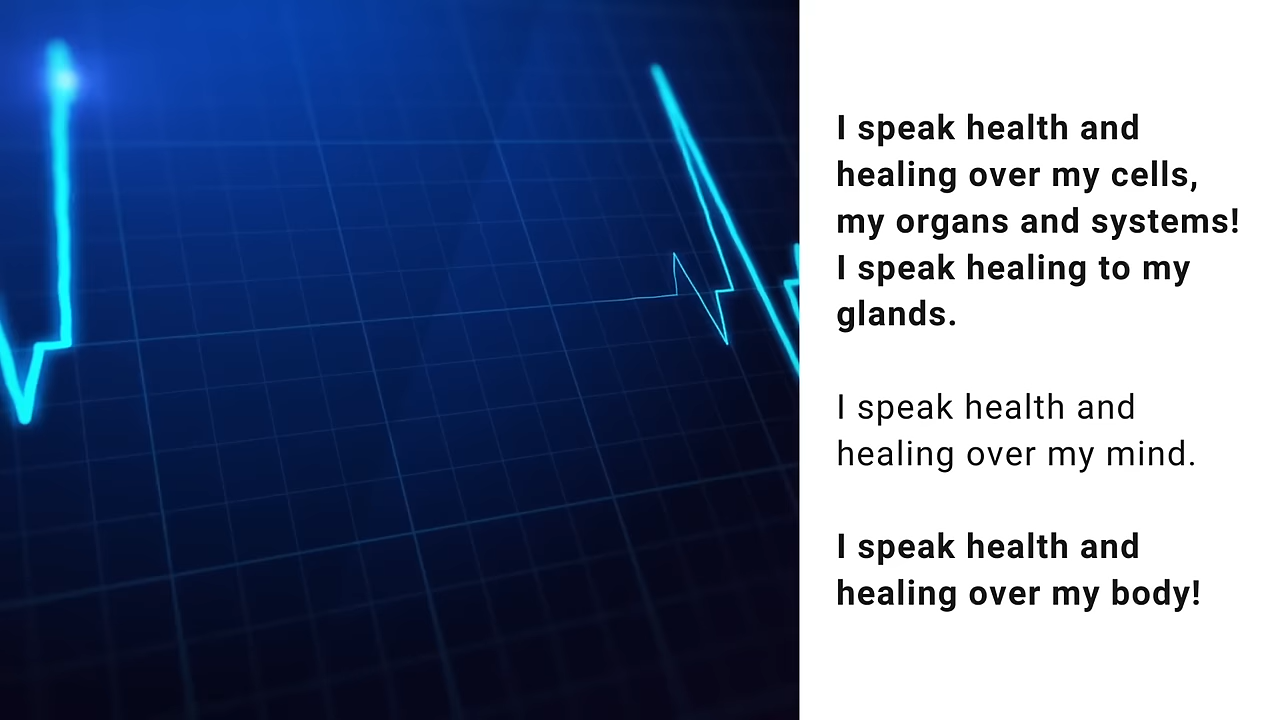 I speak health and
healing over my cells,
my organs and systems!
I speak healing to my
glands.
I speak health and
healing over my mind.
I speak health and
healing over my body!